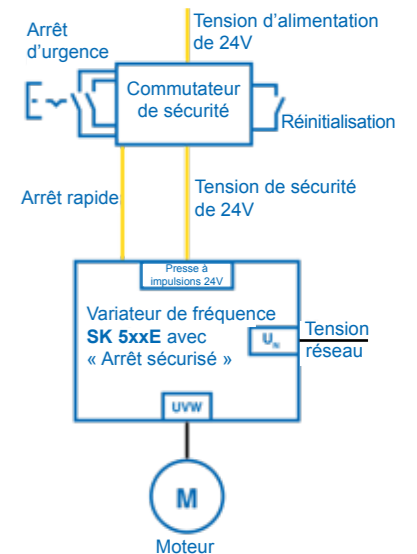 Arrêt
d’urgence
Tension d’alimentation
de 24V
Commutateur
de sécurité
Réinitialisation
Arrêt rapide
Tension de sécurité
de 24V
Presse à
impulsions 24V
Variateur de fréquence
SK 5xxE avec
« Arrêt sécurisé »
U_N
Tension
réseau
UVW
M
Moteur